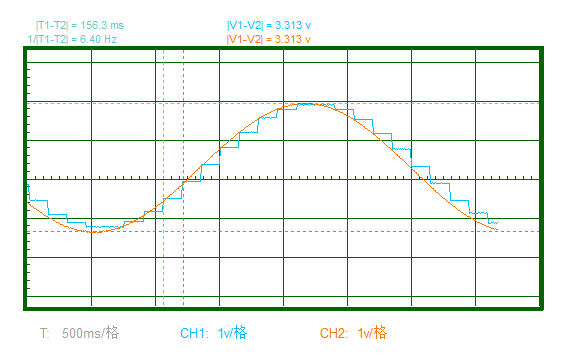 |T1-T2| = 156.3 ms |V1-V2| = 3.313 v
1/|T1-T2| = 6.40 Hz |V1-V2| = 3.313 v
T: 500ms/格 CH1: 1v/格 CH2: 1v/格